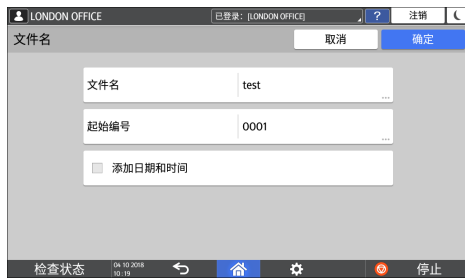 LONDON OFFICE
已登录: [LONDON OFFICE]
?
注销
文件名
取消
确定
文件名
test
...
起始编号
0001
...
添加日期和时间
检查状态
04 10 2018
10 : 19
停止